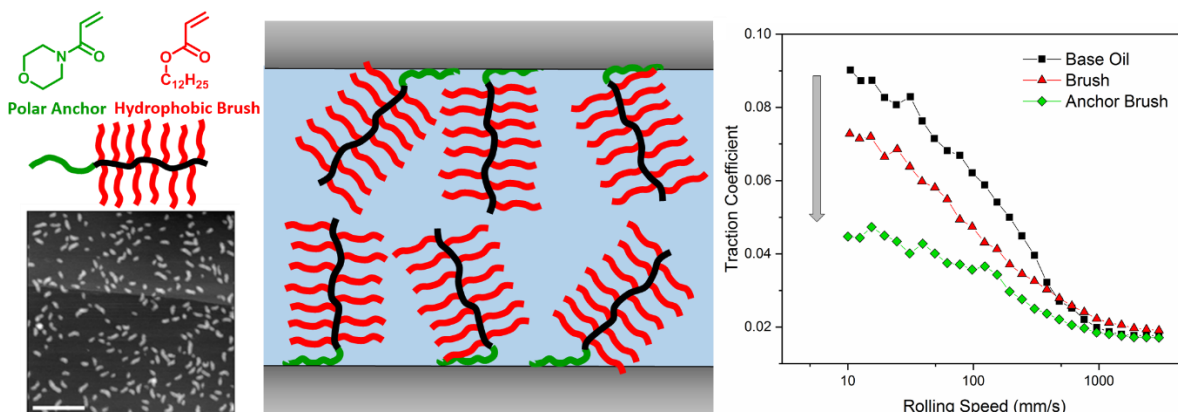 N
O
O
O
O
C12H25
Polar Anchor Hydrophobic Brush
Traction Coefficient
0.10
0.08
0.06
0.04
0.02
Base Oil
Brush
Anchor Brush
10 100 1000
Rolling Speed (mm/s)